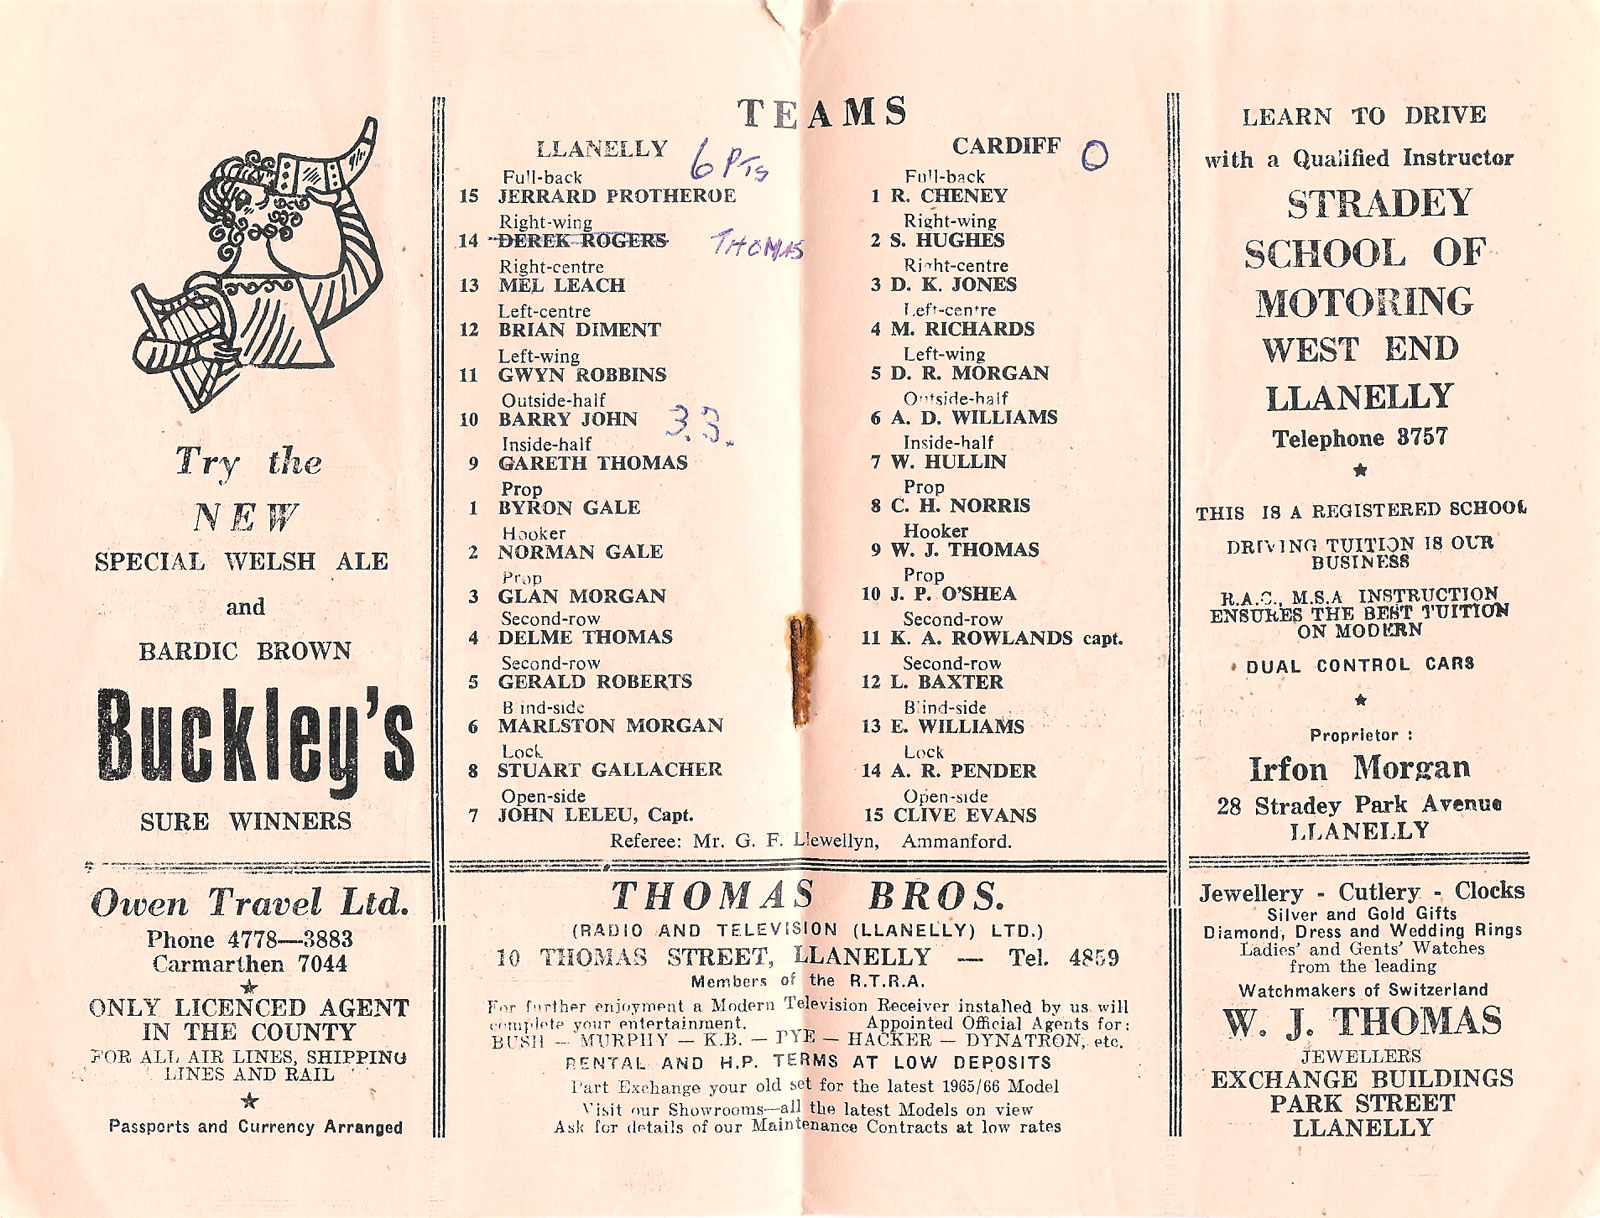 TEAMS
LLANELLY 6 PTS
Full-back
15 JERRARD PROTHEROE
Right-wing
14 DEREK ROGERS THOMAS
Right-centre
13 MEL LEACH
Left-centre
12 BRIAN DIMENT
Left-wing
11 GWYN ROBBINS
Outside-half
10 BARRY JOHN 3.3.
Inside-half
9 GARETH THOMAS
Prop
1 BYRON GALE
Hooker
2 NORMAN GALE
Prop
3 GLAN MORGAN
Second-row
4 DELME THOMAS
Second-row
5 GERALD ROBERTS
Blind-side
6 MARLSTON MORGAN
Lock
8 STUART GALLACHER
Open-side
7 JOHN LELEU, Capt.
CARDIFF 0
Full-back
1 R. CHENEY
Right-wing
2 S. HUGHES
Right-centre
3 D. K. JONES
Left-centre
4 M. RICHARDS
Left-wing
5 D. R. MORGAN
Outside-half
6 A. D. WILLIAMS
Inside-half
7 W. HULLIN
Prop
8 C. H. NORRIS
Hooker
9 W. J. THOMAS
Prop
10 J. P. O'SHEA
Second-row
11 K. A. ROWLANDS capt.
Second-row
12 L. BAXTER
Blind-side
13 E. WILLIAMS
Lock
14 A. R. PENDER
Open-side
15 CLIVE EVANS
Referee: Mr. G. F. Llewellyn, Ammanford.
Try the
NEW
SPECIAL WELSH ALE
and
BARDIC BROWN
Buckley's
SURE WINNERS
Owen Travel Ltd.
Phone 4778—3883
Carmarthen 7044
ONLY LICENCED AGENT
IN THE COUNTY
FOR ALL AIR LINES, SHIPPING
LINES AND RAIL
Passports and Currency Arranged
THOMAS BROS.
(RADIO AND TELEVISION (LLANELLY) LTD.)
10 THOMAS STREET, LLANELLY — Tel. 4859
Members of the R.T.R.A.
For further enjoyment a Modern Television Receiver installed by us will
complete your entertainment. Appointed Official Agents for:
BUSH — MURPHY — K.B. — PYE — HACKER — DYNATRON, etc.
RENTAL AND H.P. TERMS AT LOW DEPOSITS
Part Exchange your old set for the latest 1965/66 Model
Visit our Showrooms—all the latest Models on view
Ask for details of our Maintenance Contracts at low rates
LEARN TO DRIVE
with a Qualified Instructor
STRADEY
SCHOOL OF
MOTORING
WEST END
LLANELLY
Telephone 3757
THIS IS A REGISTERED SCHOOL
DRIVING TUITION IS OUR
BUSINESS
R.A.C., M.S.A INSTRUCTION
ENSURES THE BEST TUITION
ON MODERN
DUAL CONTROL CARS
Proprietor :
Irfon Morgan
28 Stradey Park Avenue
LLANELLY
Jewellery - Cutlery - Clocks
Silver and Gold Gifts
Diamond, Dress and Wedding Rings
Ladies' and Gents' Watches
from the leading
Watchmakers of Switzerland
W. J. THOMAS
JEWELLERS
EXCHANGE BUILDINGS
PARK STREET
LLANELLY